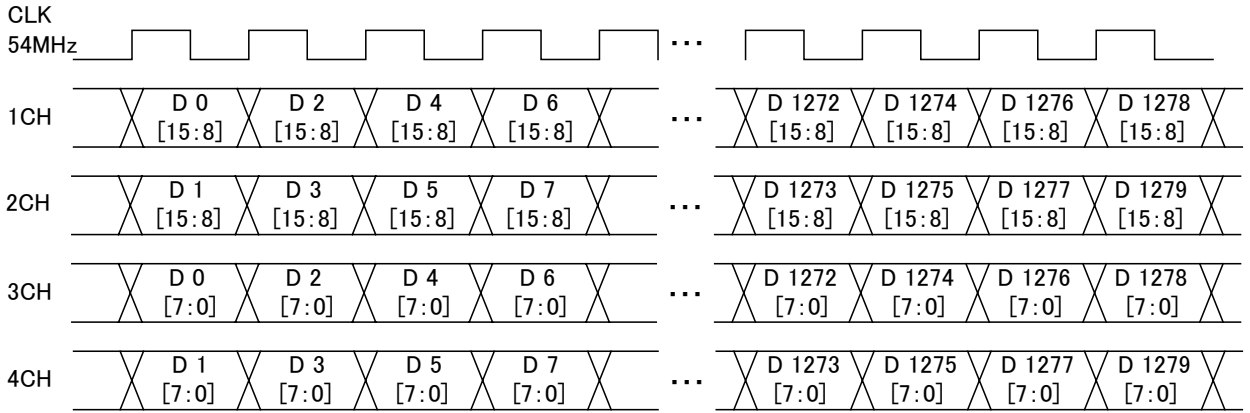 CLK
54MHz ...
1CH D 0 D 2 D 4 D 6 ... D 1272 D 1274 D 1276 D 1278
[15:8] [15:8] [15:8] [15:8] [15:8] [15:8] [15:8] [15:8]
2CH D 1 D 3 D 5 D 7 ... D 1273 D 1275 D 1277 D 1279
[15:8] [15:8] [15:8] [15:8] [15:8] [15:8] [15:8] [15:8]
3CH D 0 D 2 D 4 D 6 ... D 1272 D 1274 D 1276 D 1278
[7:0] [7:0] [7:0] [7:0] [7:0] [7:0] [7:0] [7:0]
4CH D 1 D 3 D 5 D 7 ... D 1273 D 1275 D 1277 D 1279
[7:0] [7:0] [7:0] [7:0] [7:0] [7:0] [7:0] [7:0]